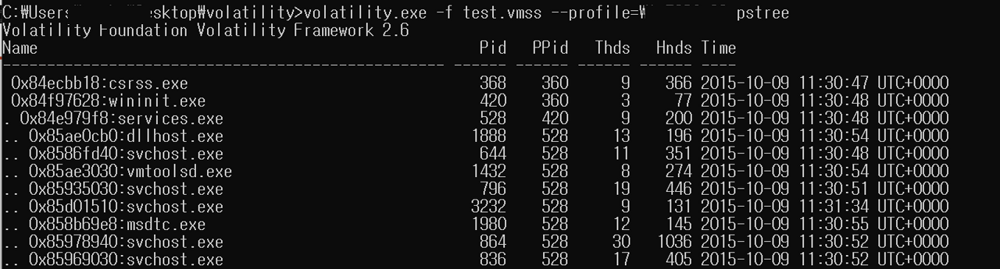 C:₩Users sktop₩volatility>volatility.exe -f test.vmss --profile= pstree
Volatility Foundation Volatility Framework 2.6
Name Pid PPid Thds Hnds Time
-------------------------------------------------- ------ ------ ------ ------ ----
0x84ecbb18:csrss.exe 368 360 9 366 2015-10-09 11:30:47 UTC+0000
0x84f97628:wininit.exe 420 360 3 77 2015-10-09 11:30:48 UTC+0000
. 0x84e979f8:services.exe 528 420 9 200 2015-10-09 11:30:48 UTC+0000
.. 0x85ae0cb0:dllhost.exe 1888 528 13 196 2015-10-09 11:30:54 UTC+0000
.. 0x8586fd40:svchost.exe 644 528 11 351 2015-10-09 11:30:48 UTC+0000
.. 0x85ae3030:vmtoolsd.exe 1432 528 8 274 2015-10-09 11:30:54 UTC+0000
.. 0x85935030:svchost.exe 796 528 19 446 2015-10-09 11:30:51 UTC+0000
.. 0x85d01510:svchost.exe 3232 528 9 131 2015-10-09 11:31:34 UTC+0000
.. 0x858b69e8:msdtc.exe 1980 528 12 145 2015-10-09 11:30:55 UTC+0000
.. 0x85978940:svchost.exe 864 528 30 1036 2015-10-09 11:30:52 UTC+0000
.. 0x85969030:svchost.exe 836 528 17 405 2015-10-09 11:30:52 UTC+0000